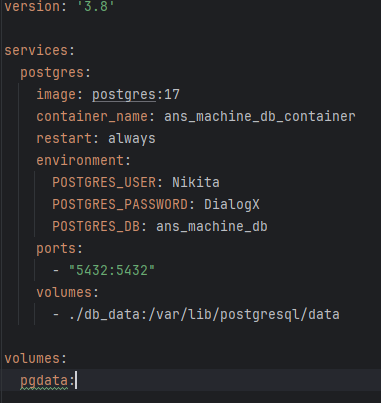 version: '3.8'
services:
postgres:
image: postgres:17
container_name: ans_machine_db_container
restart: always
environment:
POSTGRES_USER: Nikita
POSTGRES_PASSWORD: DialogX
POSTGRES_DB: ans_machine_db
ports:
- "5432:5432"
volumes:
- ./db_data:/var/lib/postgresql/data
volumes:
pgdata: